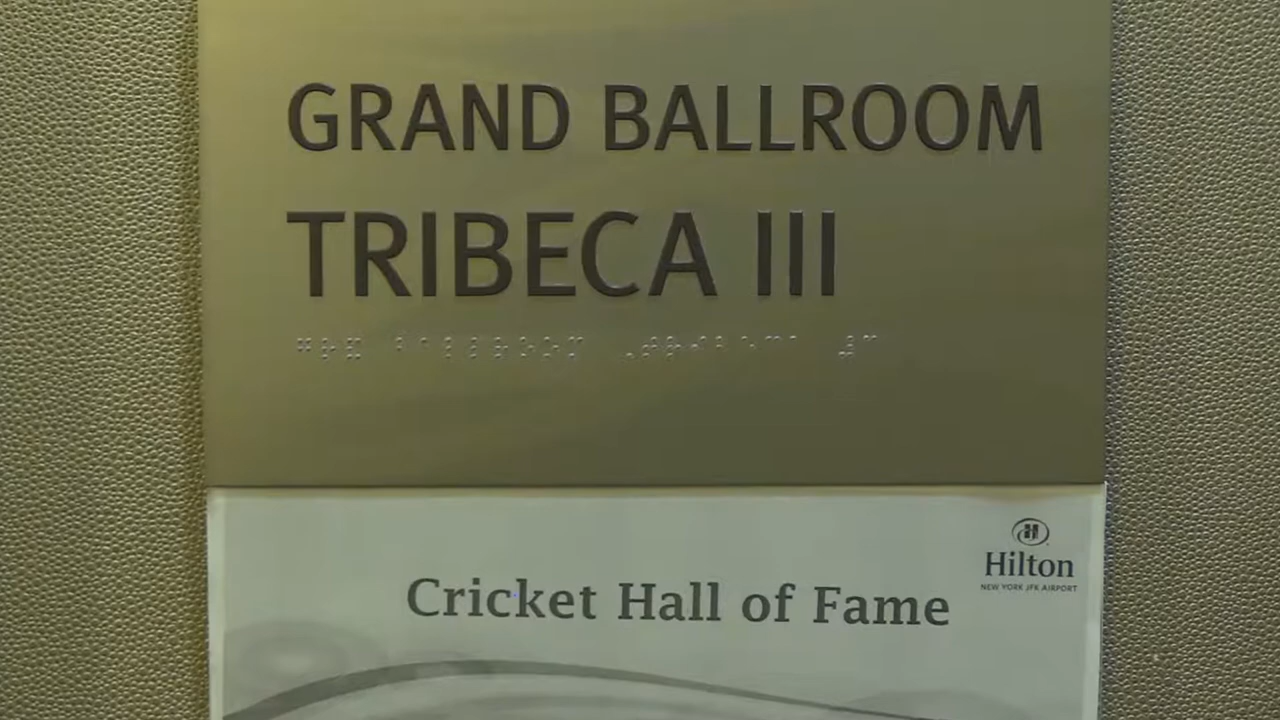 GRAND BALLROOM
TRIBECA III
Hilton
NEW YORK JFK AIRPORT
Cricket Hall of Fame